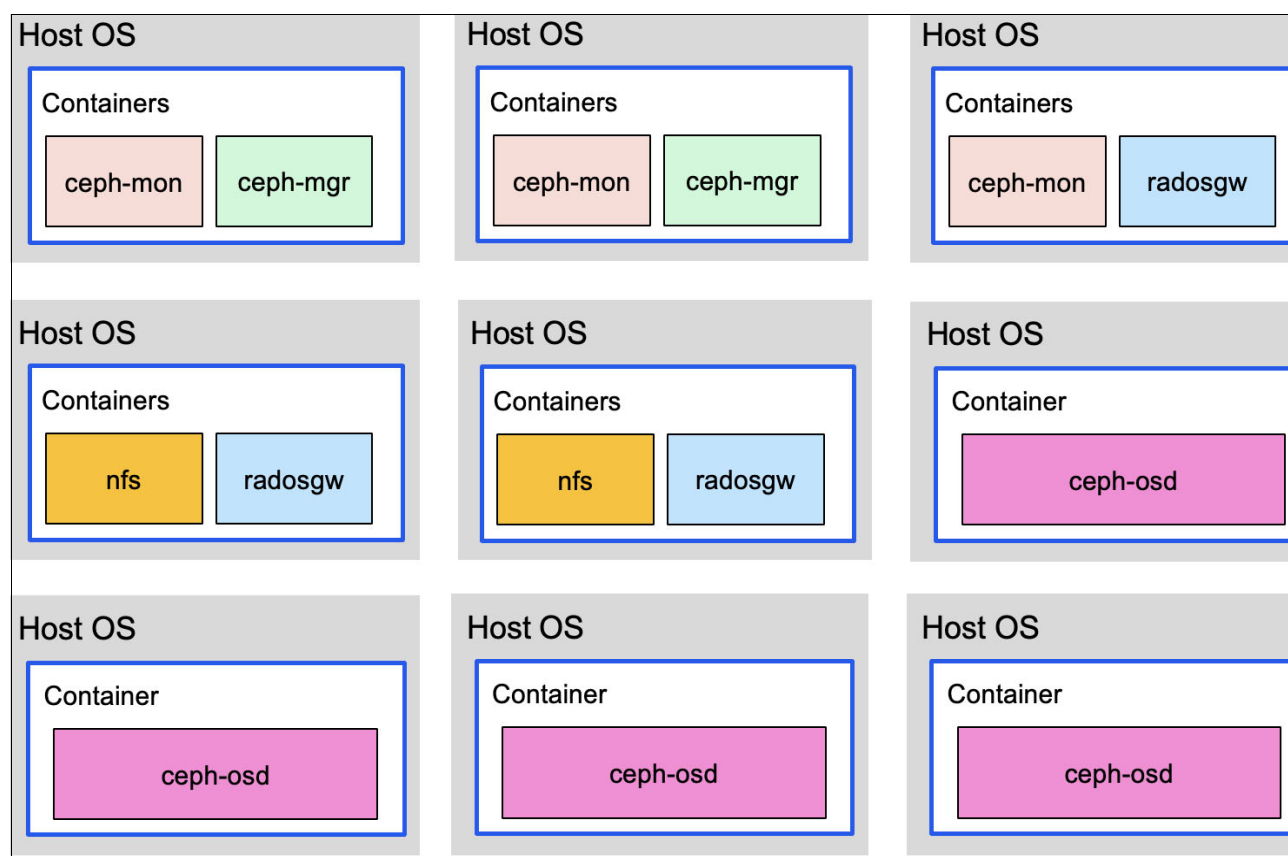 Host OS
Containers
ceph-mon
ceph-mgr
Host OS
Containers
ceph-mon
ceph-mgr
Host OS
Containers
ceph-mon
radosgw
Host OS
Containers
nfs
radosgw
Host OS
Containers
nfs
radosgw
Host OS
Container
ceph-osd
Host OS
Container
ceph-osd
Host OS
Container
ceph-osd
Host OS
Container
ceph-osd